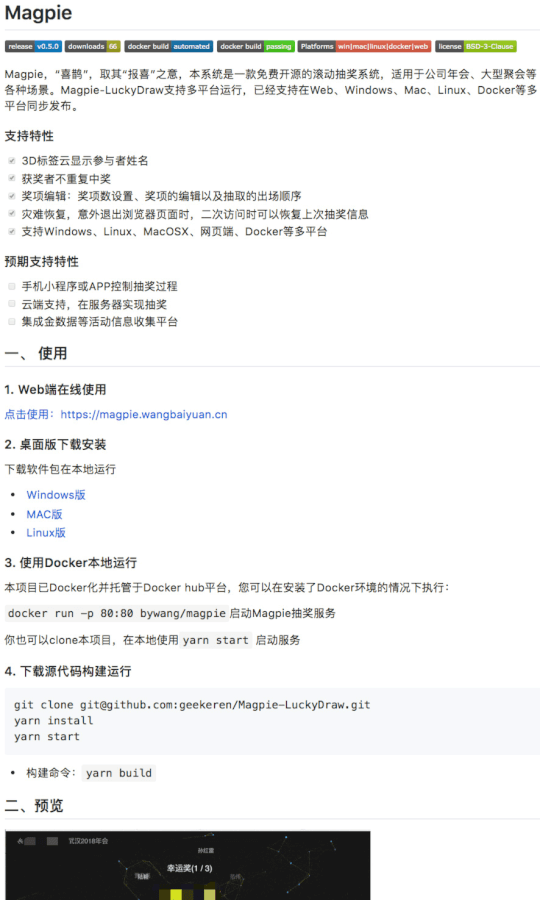 Magpie
release v0.5.0 downloads 66 docker build automated docker build passing Platforms win|mac|linux|docker|web license BSD-3-Clause
Magpie，“喜鹊”，取其“报喜”之意，本系统是一款免费开源的滚动抽奖系统，适用于公司年会、大型聚会等
各种场景。Magpie-LuckyDraw支持多平台运行，已经支持在Web、Windows、Mac、Linux、Docker等多
平台同步发布。
支持特性
3D标签云显示参与者姓名
获奖者不重复中奖
奖项编辑：奖项数设置、奖项的编辑以及抽取的出场顺序
灾难恢复，意外退出浏览器页面时，二次访问时可以恢复上次抽奖信息
支持Windows、Linux、MacOSX、网页端、Docker等多平台
预期支持特性
手机小程序或APP控制抽奖过程
云端支持，在服务器实现抽奖
集成金数据等活动信息收集平台
一、 使用
1. Web端在线使用
点击使用：https://magpie.wangbaiyuan.cn
2. 桌面版下载安装
下载软件包在本地运行
Windows版
MAC版
Linux版
3. 使用Docker本地运行
本项目已Docker化并托管于Docker hub平台，您可以在安装了Docker环境的情况下执行：
docker run -p 80:80 bywang/magpie 启动Magpie抽奖服务
你也可以clone本项目，在本地使用 yarn start 启动服务
4. 下载源代码构建运行
git clone git@github.com:geekeren/Magpie-LuckyDraw.git
yarn install
yarn start
构建命令： yarn build
二、预览
武汉2018年会
孙红雷
幸运奖(1 / 3)